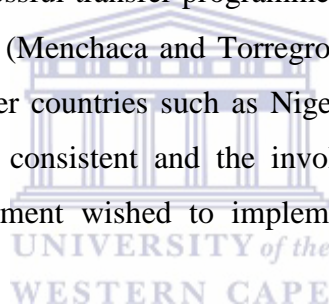 essful transfer programme
(Menchaca and Torregro
er countries such as Nige
consistent and the invol
ment wished to implem
UNIVERSITY of the
WESTERN CAPE